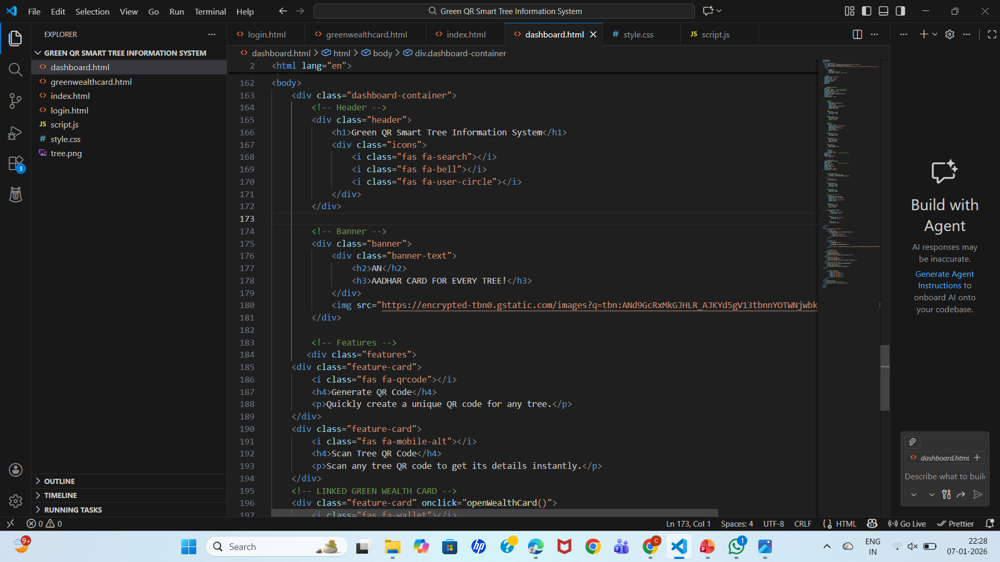 File Edit Selection View Go Run Terminal Help
Green QR Smart Tree Information System
EXPLORER
GREEN QR SMART TREE INFORMATION SYSTEM
dashboard.html
greenwealthcard.html
index.html
login.html
JS script.js
# style.css
tree.png
OUTLINE
TIMELINE
RUNNING TASKS
3
login.html
greenwealthcard.html
index.html
dashboard.html
# style.css
JS script.js
dashboard.html > html > body > div.dashboard-container
2 <html lang="en">
162 <body>
163 <div class="dashboard-container">
164 <!-- Header -->
165 <div class="header">
166 <h1>Green QR Smart Tree Information System</h1>
167 <div class="icons">
168 <i class="fas fa-search"></i>
169 <i class="fas fa-bell"></i>
170 <i class="fas fa-user-circle"></i>
171 </div>
172 </div>
173
174 <!-- Banner -->
175 <div class="banner">
176 <div class="banner-text">
177 <h2>AN</h2>
178 <h3>AADHAR CARD FOR EVERY TREE!</h3>
179 </div>
180 <img src="https://encrypted-tbn0.gstatic.com/images?q=tbn:ANd9GcRxMkGJHLR_AJKYd5gV13tbnnYOTWNjwbk
181 </div>
182
183 <!-- Features -->
184 <div class="features">
185 <div class="feature-card">
186 <i class="fas fa-qrcode"></i>
187 <h4>Generate QR Code</h4>
188 <p>Quickly create a unique QR code for any tree.</p>
189 </div>
190 <div class="feature-card">
191 <i class="fas fa-mobile-alt"></i>
192 <h4>Scan Tree QR Code</h4>
193 <p>Scan any tree QR code to get its details instantly.</p>
194 </div>
195 <!-- LINKED GREEN WEALTH CARD -->
196 <div class="feature-card" onclick="openWealthCard()">
197 <i class="fas fa-wallet"></i>
Build with
Agent
AI responses may
be inaccurate.
Generate Agent
Instructions to
onboard AI onto
your codebase.
dashboard.html
Describe what to buil
0 0
Ln 173, Col 1 Spaces: 4 UTF-8 CRLF {} HTML Go Live Prettier
9+
Search
hp
C
1
ENG
IN
22:28
07-01-2026